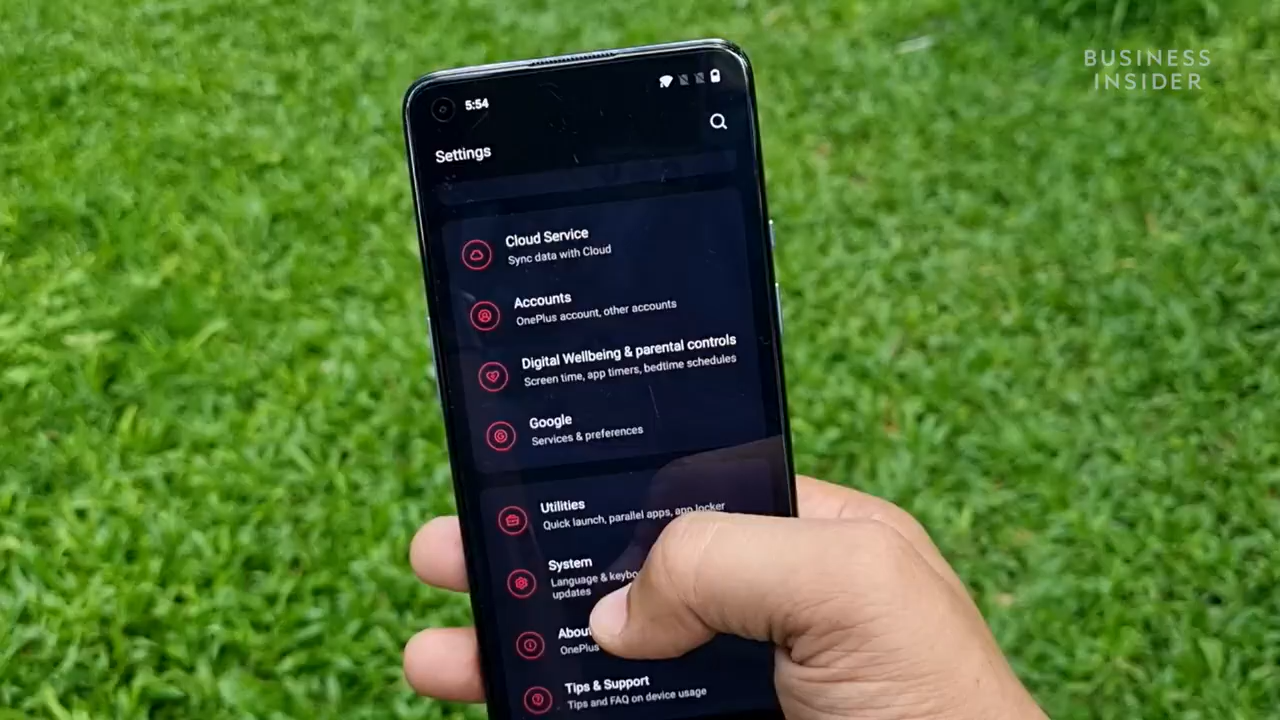 BUSINESS
INSIDER
5:54
Settings
Cloud Service
Sync data with Cloud
Accounts
OnePlus account, other accounts
Digital Wellbeing & parental controls
Screen time, app timers, bedtime schedules
Google
Services & preferences
Utilities
Quick launch, parallel apps, app locker
System
Language & keybo
updates
Abou
OnePlus
Tips & Support
Tips and FAQ on device usage